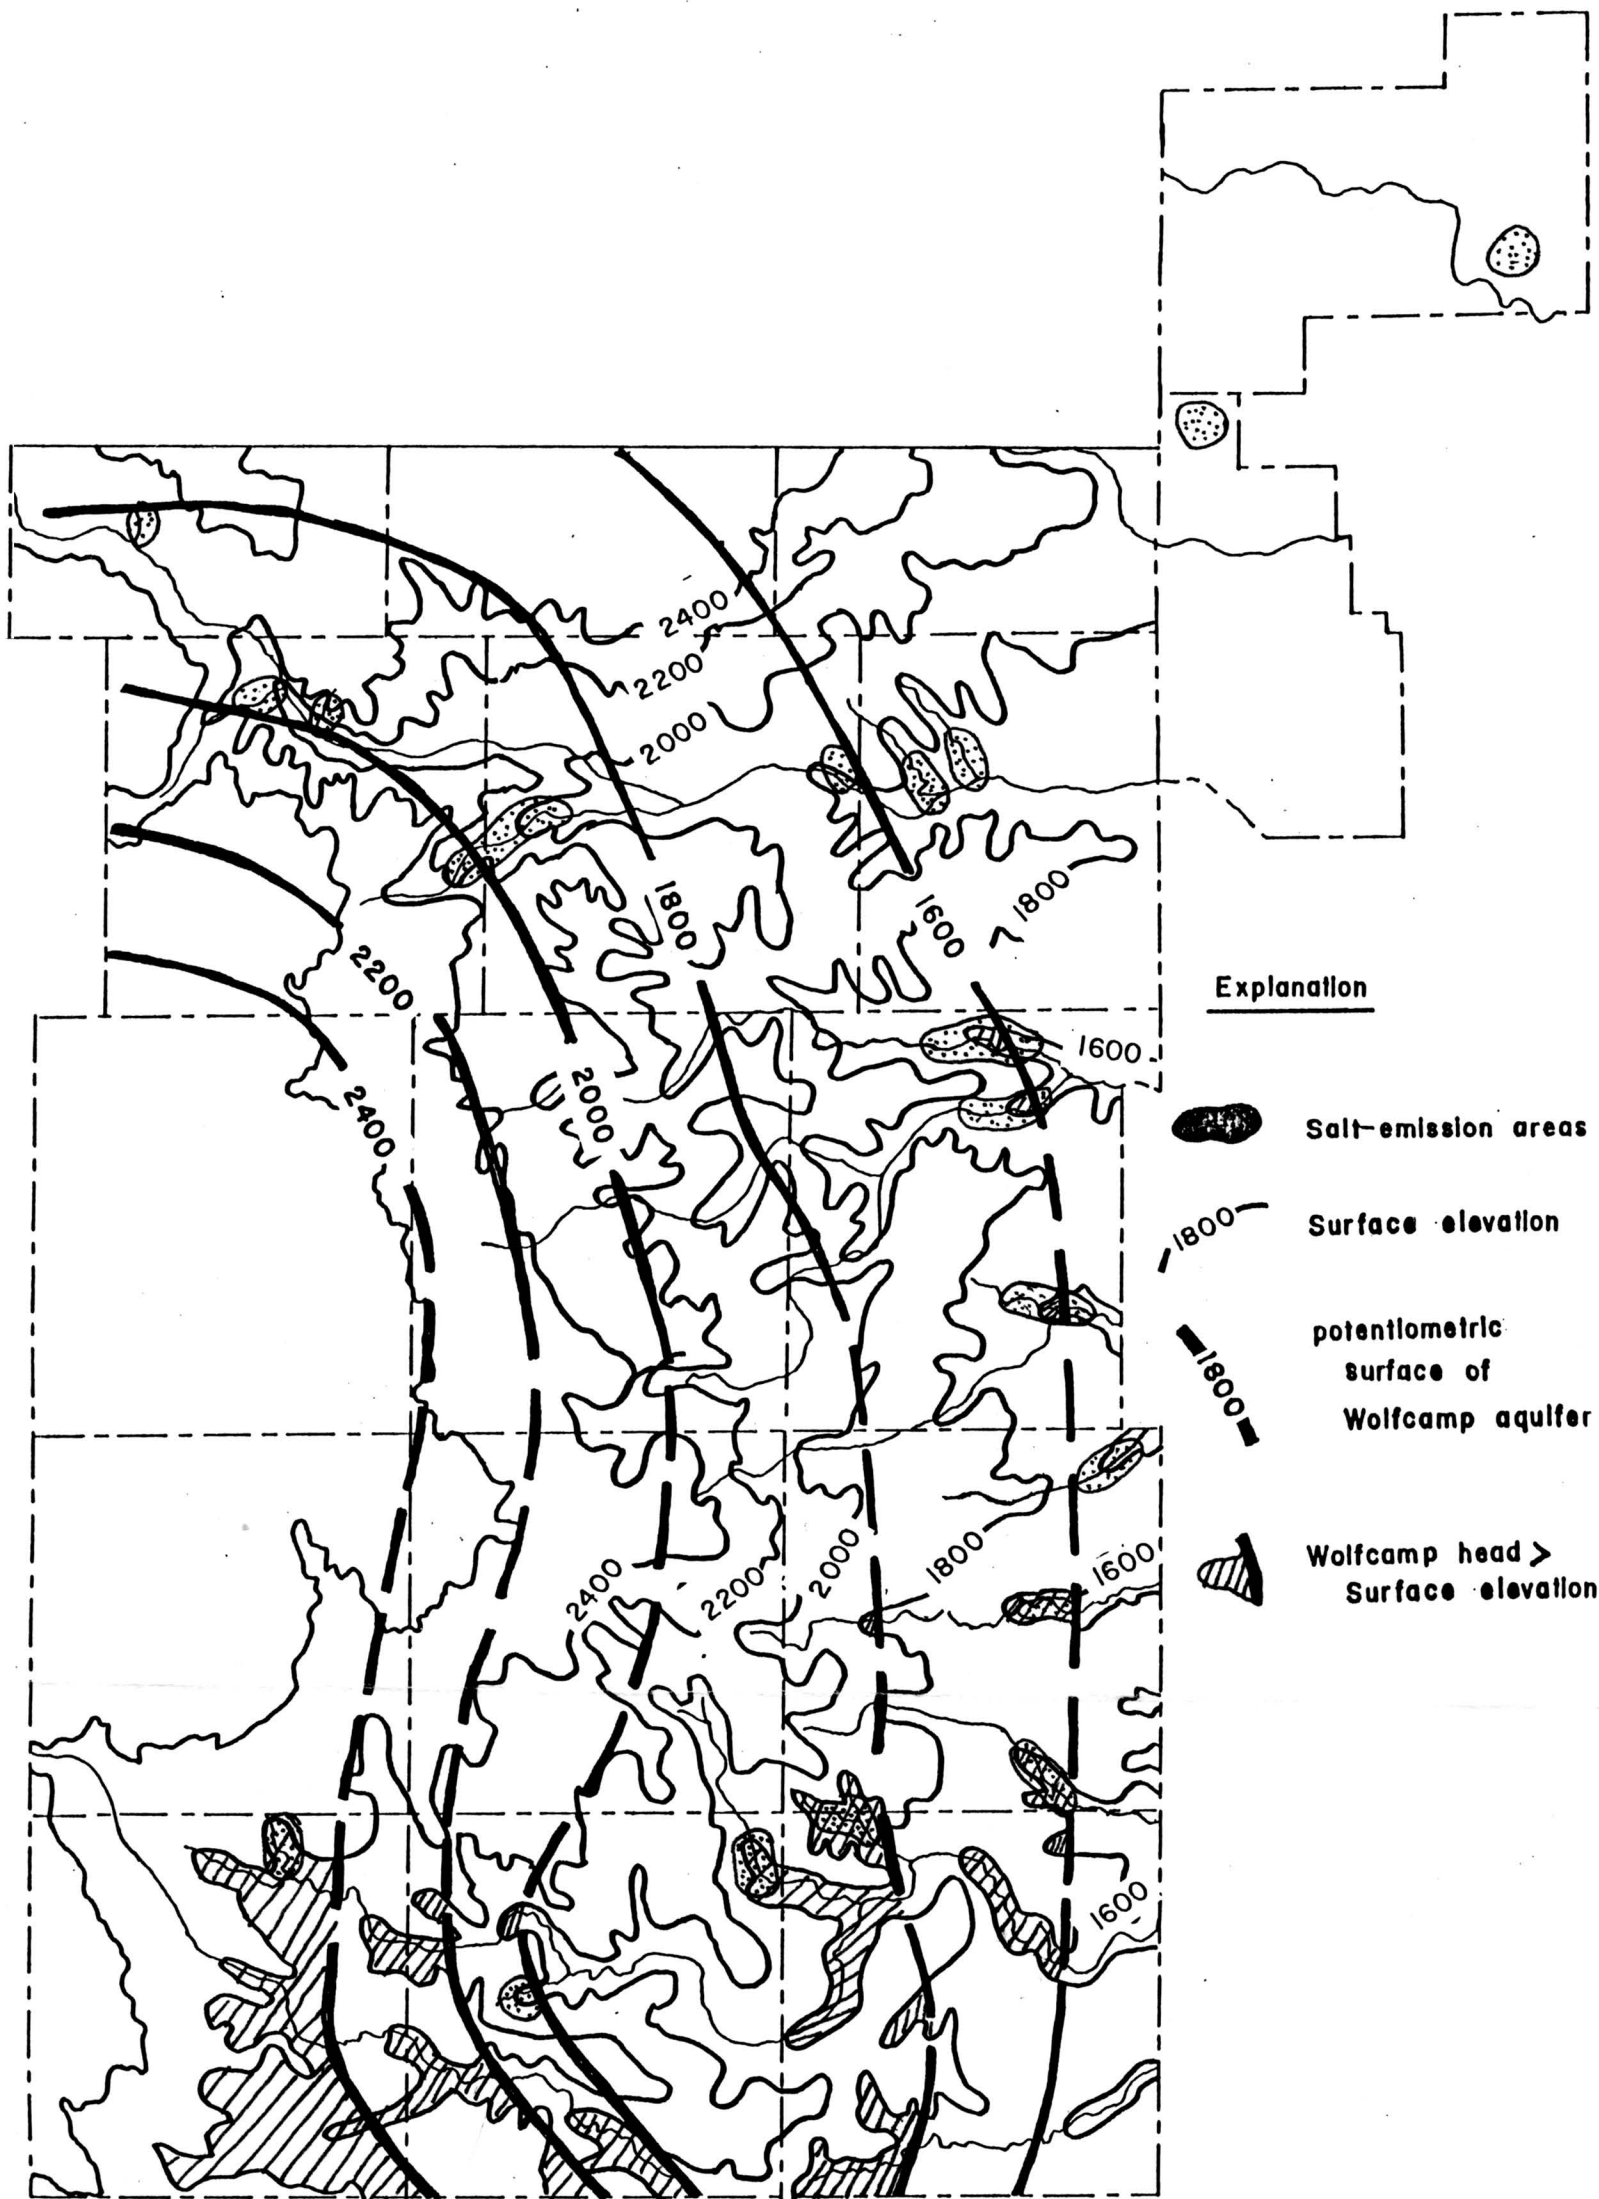 2400
2200
2000
1800
1600
1800
2200
Explanation
1600
2000
2400
Salt-emission areas
1800
Surface elevation
potentiometric
surface of
1800
Wolfcamp aquifer
2000
1800
1600
2400
2200
Wolfcamp head >
Surface elevation
1600